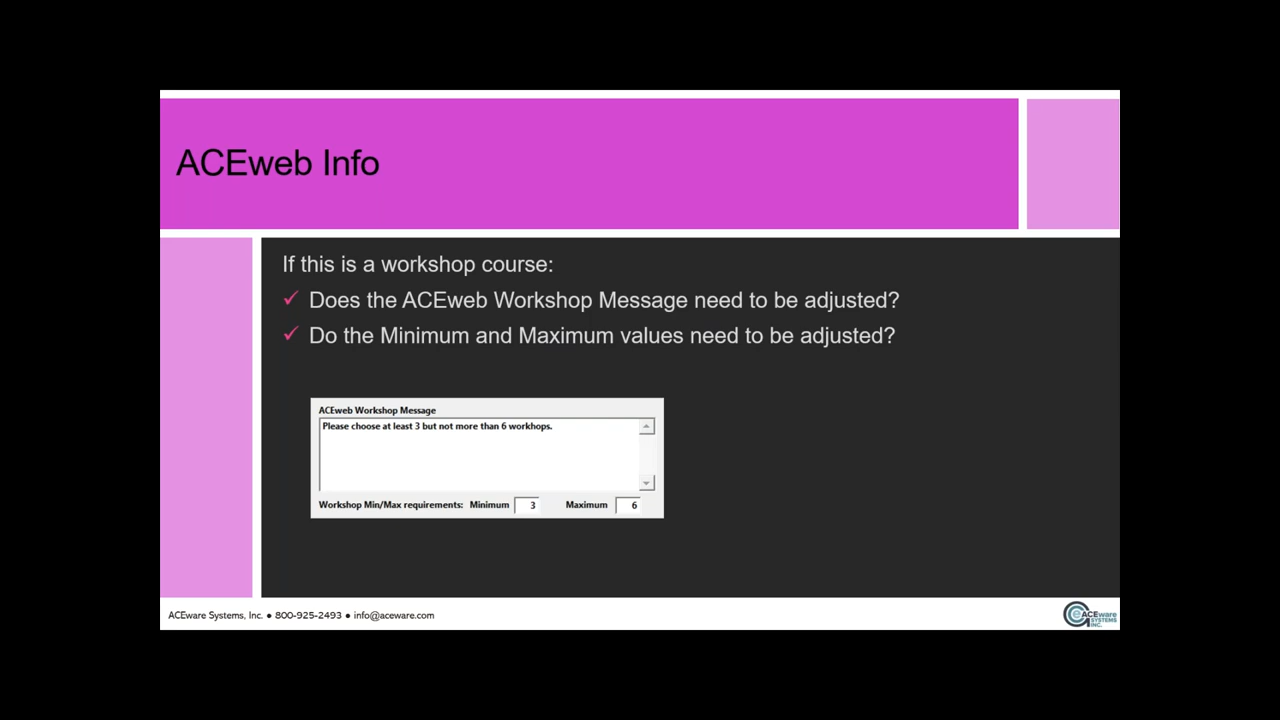 ACEweb Info
If this is a workshop course:
✓ Does the ACEweb Workshop Message need to be adjusted?
✓ Do the Minimum and Maximum values need to be adjusted?
ACEweb Workshop Message
Please choose at least 3 but not more than 6 workhops.
Workshop Min/Max requirements: Minimum 3 Maximum 6
ACEware Systems, Inc. ● 800-925-2493 ● info@aceware.com
ACEware
SYSTEMS
INC.